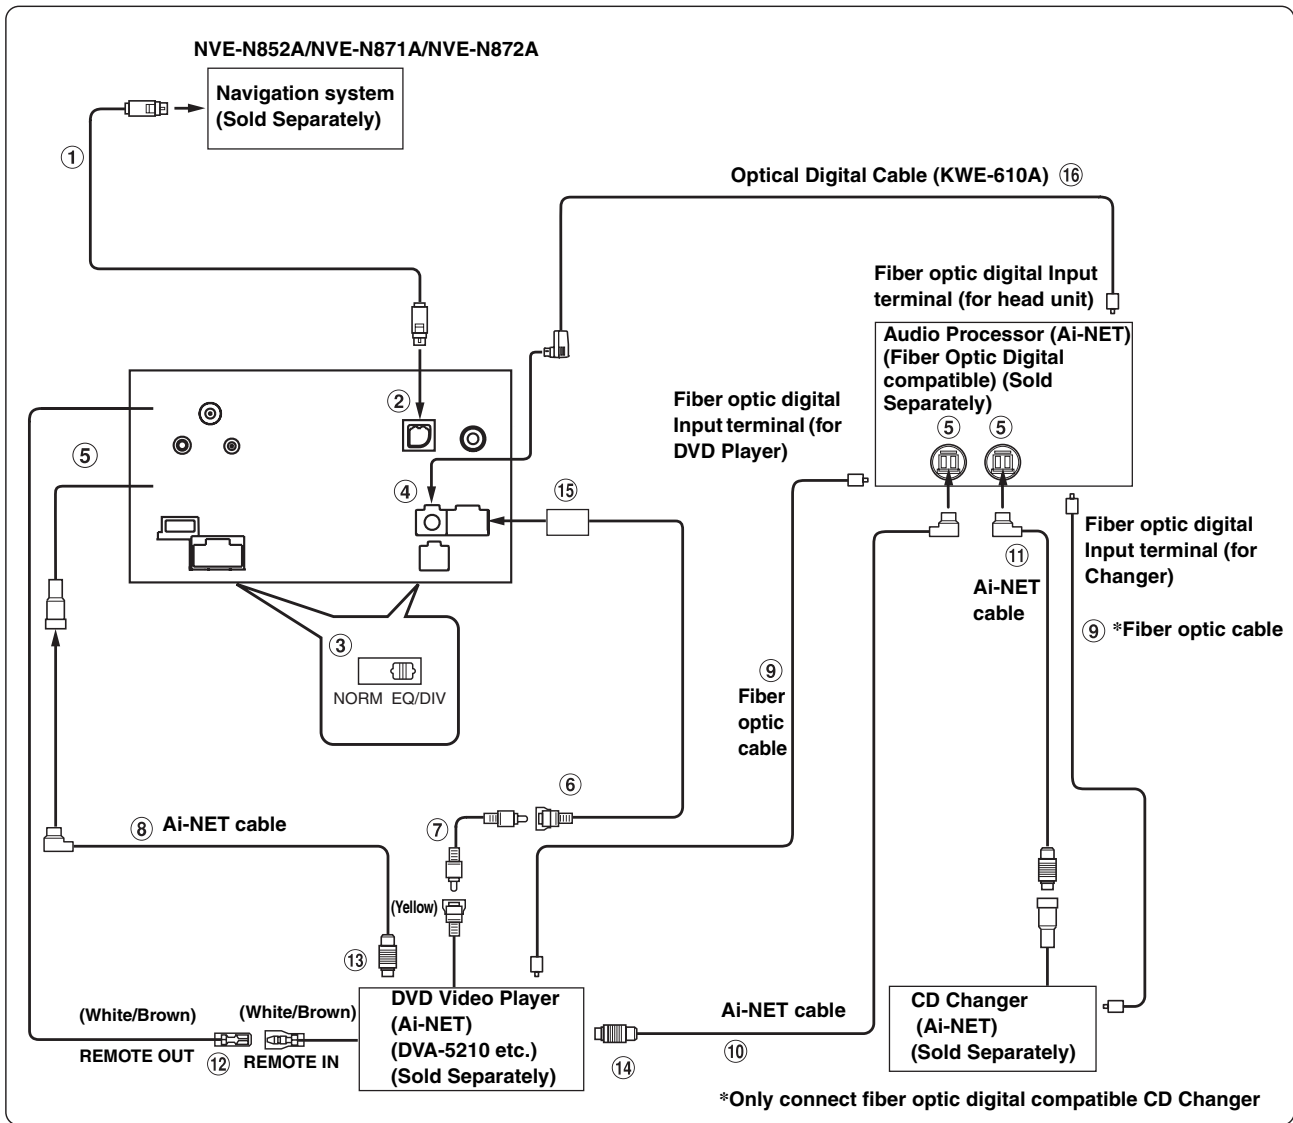 NVE-N852A/NVE-N871A/NVE-N872A
Navigation system
(Sold Separately)
①
Optical Digital Cable (KWE-610A) ⑯
Fiber optic digital Input
terminal (for head unit)
Audio Processor (Ai-NET)
(Fiber Optic Digital
compatible) (Sold
Separately)
⑤ ⑤
②
Fiber optic digital
Input terminal (for
DVD Player)
⑤
④
⑮
Fiber optic digital
Input terminal (for
Changer)
⑪
Ai-NET
cable
⑨ *Fiber optic cable
③
NORM EQ/DIV
⑨
Fiber
optic
cable
⑥
⑧ Ai-NET cable
⑦
(Yellow)
⑬
DVD Video Player
(Ai-NET)
(DVA-5210 etc.)
(Sold Separately)
(White/Brown)
REMOTE OUT
⑫
(White/Brown)
REMOTE IN
⑭
Ai-NET cable
⑩
CD Changer
(Ai-NET)
(Sold Separately)
*Only connect fiber optic digital compatible CD Changer